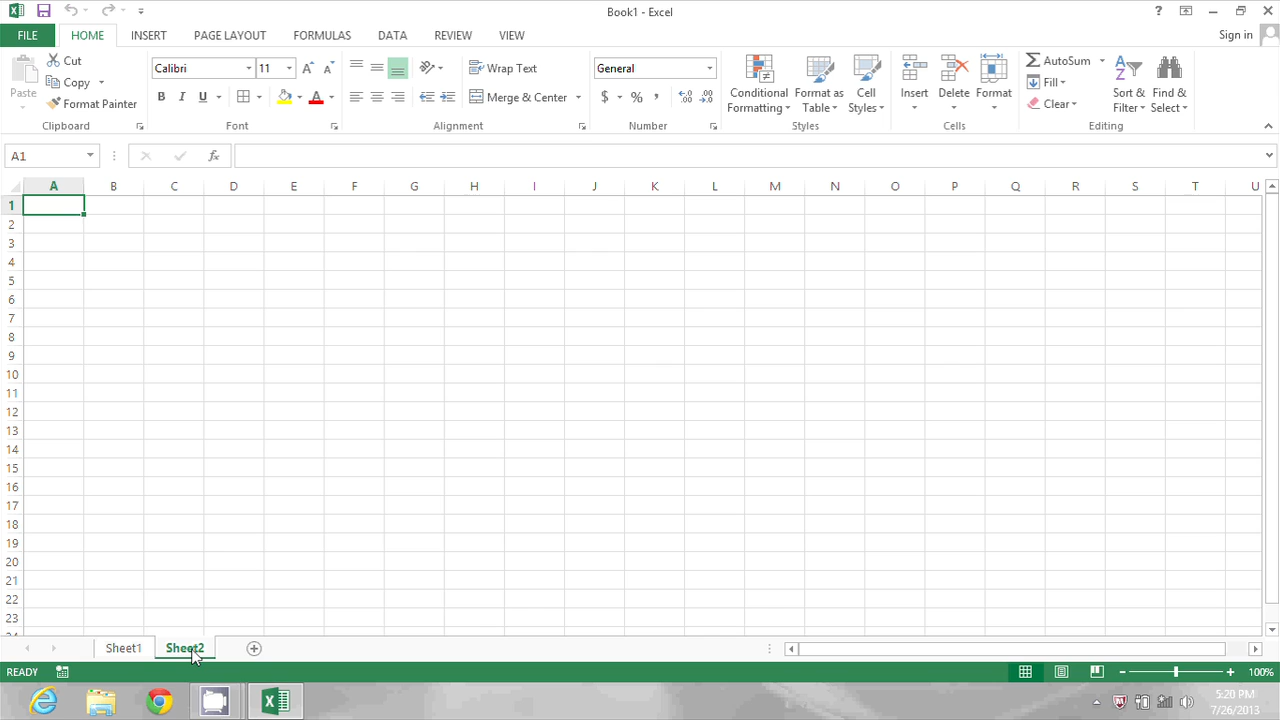 Book1 - Excel
?
FILE HOME INSERT PAGE LAYOUT FORMULAS DATA REVIEW VIEW Sign in
Paste
Cut
Copy
Format Painter
Clipboard
Calibri 11
B I U
Font
Wrap Text
Merge & Center
Alignment
General
$ % ,
Number
Conditional Formatting
Format as Table
Cell Styles
Styles
Insert Delete Format
Cells
AutoSum
Fill
Clear
Sort & Filter
Find & Select
Editing
A1 fx
A B C D E F G H I J K L M N O P Q R S T U
1
2
3
4
5
6
7
8
9
10
11
12
13
14
15
16
17
18
19
20
21
22
23
24
Sheet1 Sheet2
READY 100%
5:20 PM
7/26/2013